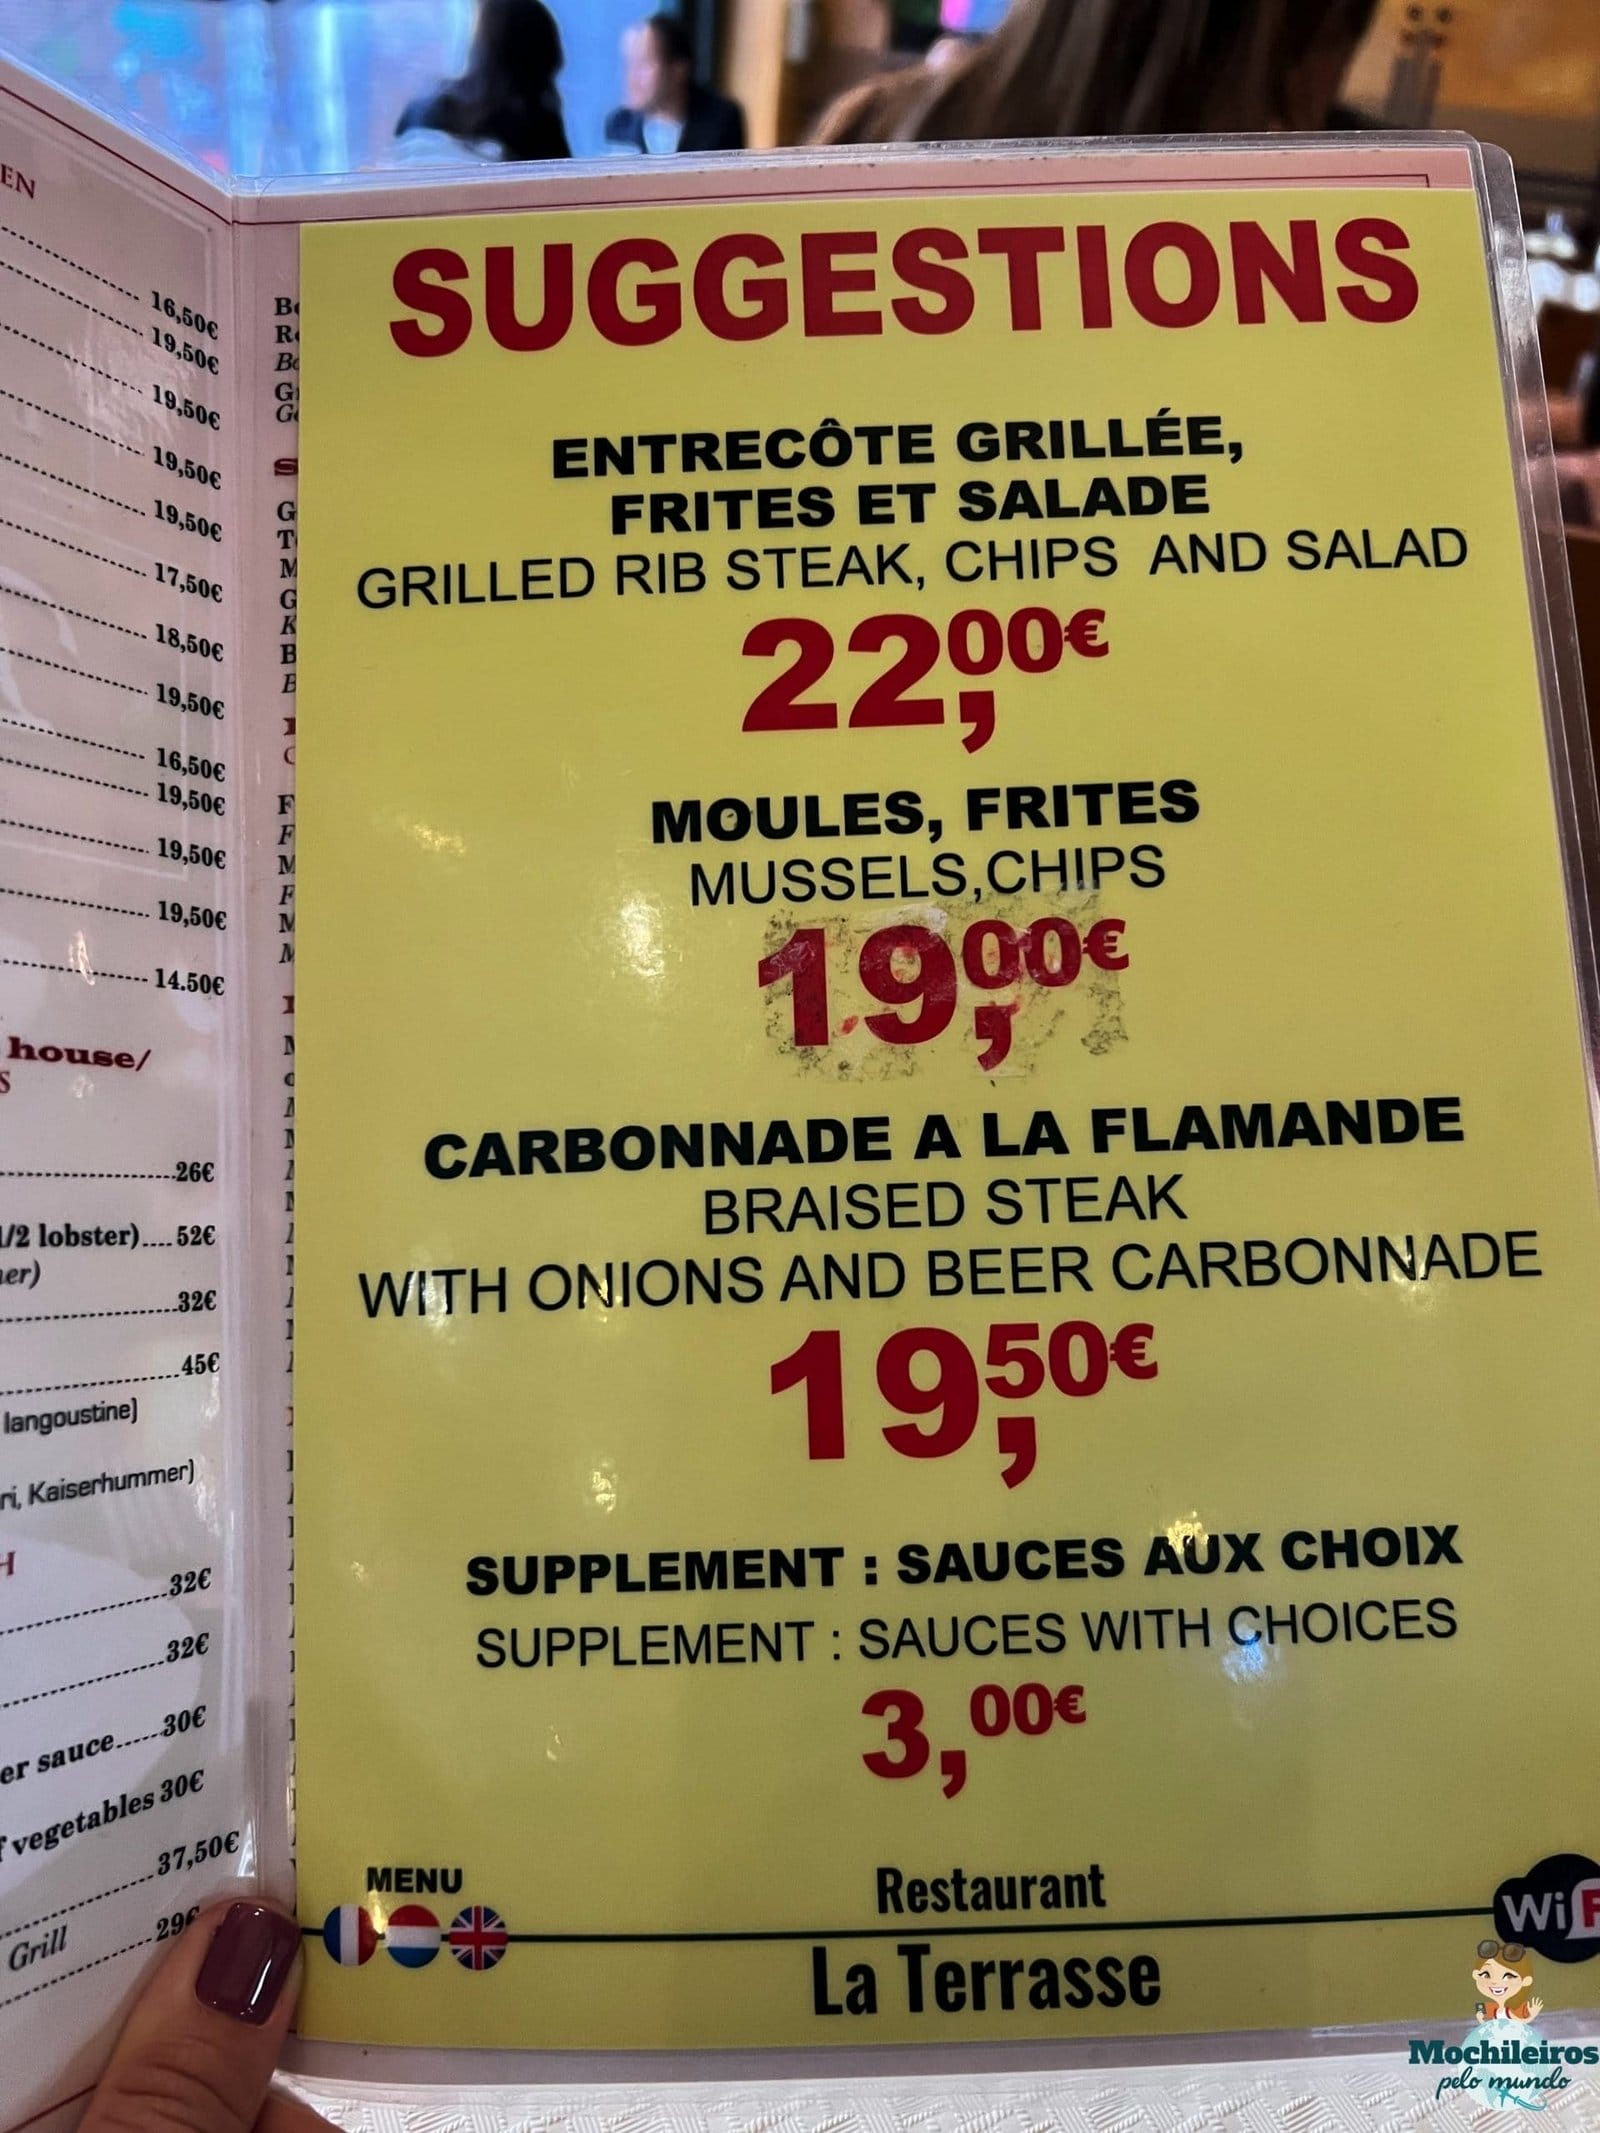 EN
16,50€
19,50€
19,50€
19,50€
19,50€
17,50€
18,50€
19,50€
16,50€
19,50€
19,50€
19,50€
14.50€
house/
26€
1/2 lobster)....52€
32€
45€
langoustine)
Kaiserhummer)
32€
32€
sauce.....30€
vegetables 30€
37,50€
Grill
29€
SUGGESTIONS
ENTRECÔTE GRILLÉE,
FRITES ET SALADE
GRILLED RIB STEAK, CHIPS AND SALAD
22,00€
MOULES, FRITES
MUSSELS,CHIPS
19,00€
CARBONNADE A LA FLAMANDE
BRAISED STEAK
WITH ONIONS AND BEER CARBONNADE
19,50€
SUPPLEMENT : SAUCES AUX CHOIX
SUPPLEMENT : SAUCES WITH CHOICES
3,00€
MENU
Restaurant
La Terrasse
WiF
Mochileiros
pelo mundo